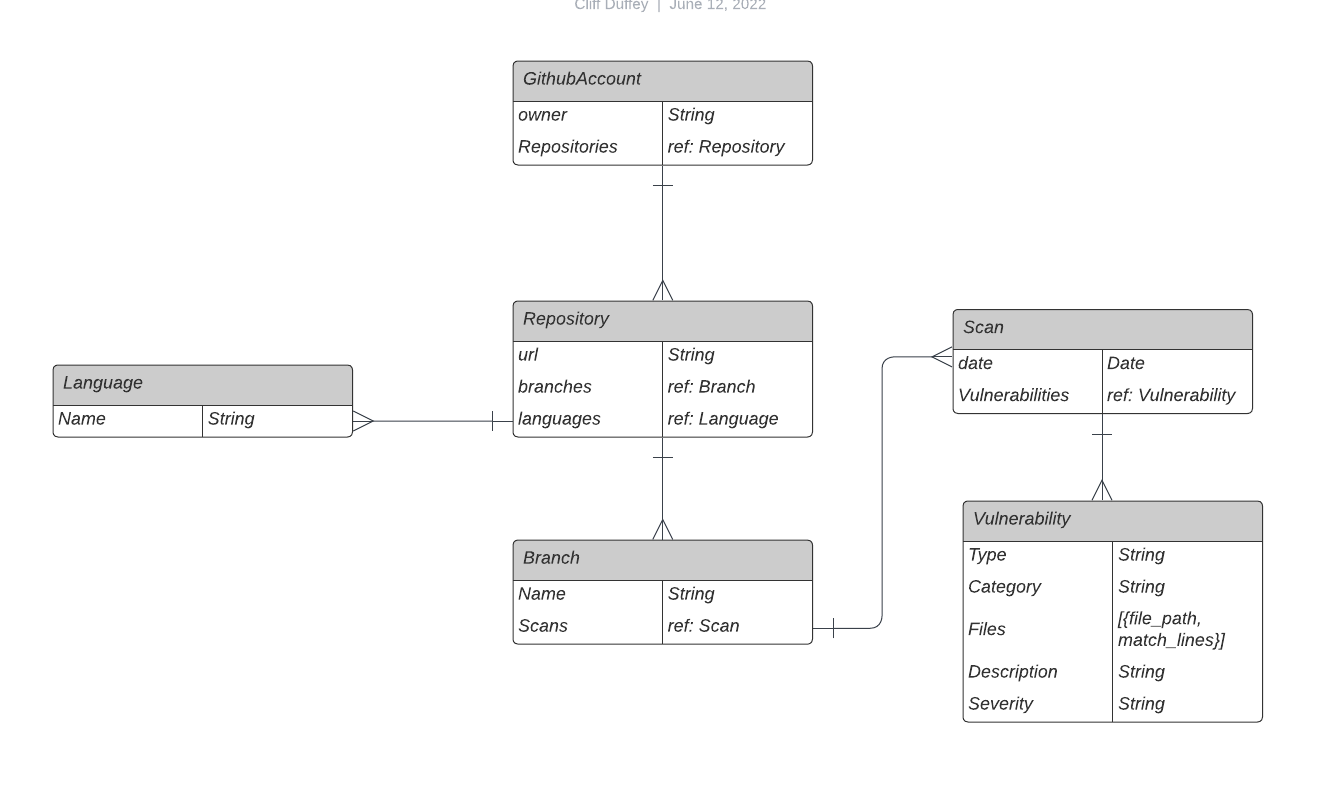 Cliff Duffey | June 12, 2022
GithubAccount
owner String
Repositories ref: Repository
Repository
url String
branches ref: Branch
languages ref: Language
Scan
date Date
Vulnerabilities ref: Vulnerability
Language
Name String
Vulnerability
Type String
Category String
Files [{file_path,
match_lines}]
Description String
Severity String
Branch
Name String
Scans ref: Scan